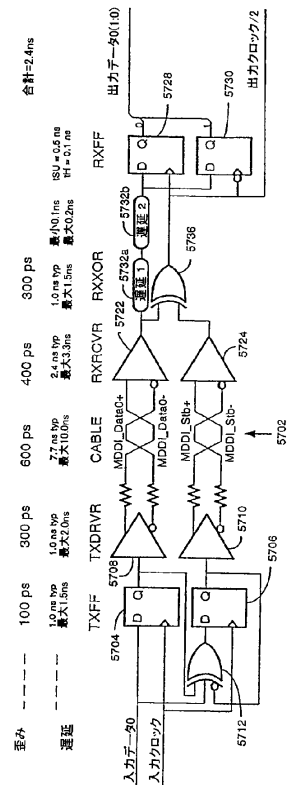 歪み ---- 100 ps 300 ps 600 ps 400 ps 300 ps 合計=2.4ns
遅延 ---- 1.0 ns typ 1.0 ns typ 7.7 ns typ 2.4 ns typ 1.0 ns typ 最小0.1ns tSU = 0.5 ns
最大1.5ns 最大2.0ns 最大10.0ns 最大3.3ns 最大1.5ns 最大0.2ns tH = 0.1 ns
TXFF TXDRVR CABLE RXRCVR RXXOR RXFF
5704
5708
5722
5732a
5732b
5728
入力データ0
D Q
MDDI_Data0+
MDDI_Data0-
遅延 1
遅延 2
D Q
出力データ0(1:0)
入力クロック
5736
5730
D Q
MDDI_Stb+
MDDI_Stb-
D Q
5712
5706
5710
5724
出力クロック/2
5702